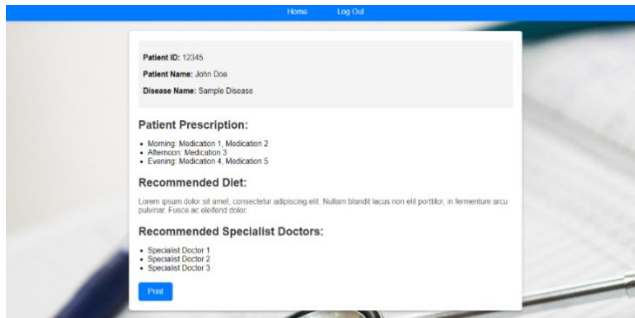 Home Log Out
Patient ID: 12345
Patient Name: John Doe
Disease Name: Sample Disease
Patient Prescription:
• Morning: Medication 1, Medication 2
• Afternoon: Medication 3
• Evening: Medication 4, Medication 5
Recommended Diet:
Lorem ipsum dolor sit amet, consectetur adipiscing elit. Nullam blandit lacus non elit porttitor, in fermentum arcu
pulvinar. Fusce ac eleifend dolor.
Recommended Specialist Doctors:
• Specialist Doctor 1
• Specialist Doctor 2
• Specialist Doctor 3
Print